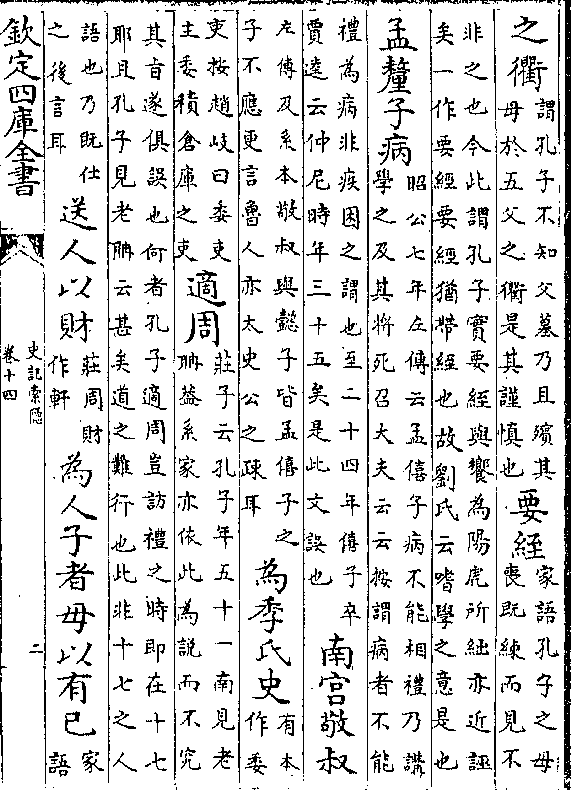 之衢謂孔子不知父墓乃且殯其母於五父之衢是其謹慎也要絰家語孔子之母喪既練而見不
非之也今此謂孔子實要絰與饗為陽虎所絀亦近誣矣一作要經要經猶帶經也故劉氏云嗜學之意是也
孟釐子病昭公七年左傳云孟僖子病不能相禮乃講學之及其將死召大夫云云按謂病者不能
禮為病非疾困之謂也至二十四年僖子卒賈逵云仲尼時年三十五矣是此文誤也南宫敬叔
左傳及系本敬叔與懿子皆孟僖子之子不應更言魯人亦太史公之疎耳為季氏史有本作委
吏按趙岐曰委吏主委積倉庫之吏適周莊子云孔子年五十一南見老聃蓋系家亦依此為說而不究
其旨遂俱誤也何者孔子適周豈訪禮之時即在十七耶且孔子見老聃云甚矣道之難行也此非十七之人
語也乃既仕之後言耳送人以財莊周財作軒為人子者毋以有已家語
欽定四庫全書
史記索隱
卷十四
二